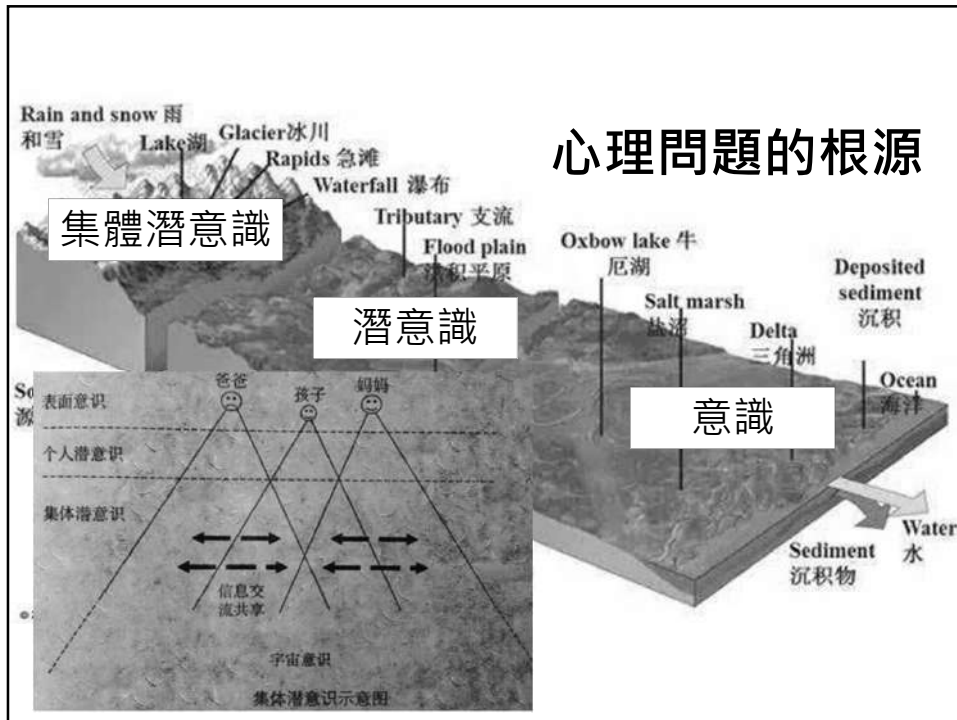 心理問題的根源
Rain and snow 雨
和雪
Lake湖
Glacier冰川
Rapids 急滩
Waterfall 瀑布
Tributary 支流
Flood plain
积平原
Oxbow lake 牛
厄湖
Salt marsh
盐沼
Delta
三角洲
Deposited
sediment
沉积
Ocean
海洋
Water
水
Sediment
沉积物
源
集體潛意識
潛意識
意識
爸爸
孩子
妈妈
表面意识
个人潜意识
集体潜意识
信息交
流共享
宇宙意识
集体潜意识示意图